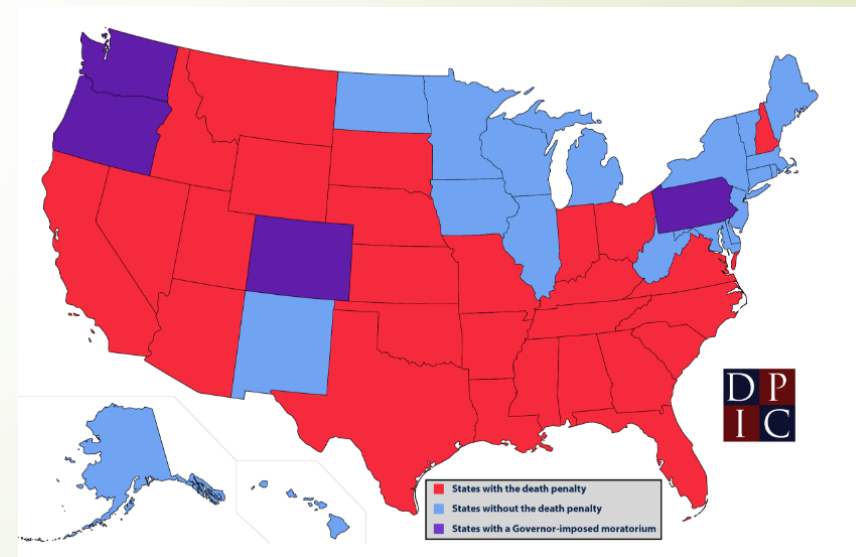 D P
I C
States with the death penalty
States without the death penalty
States with a Governor-imposed moratorium